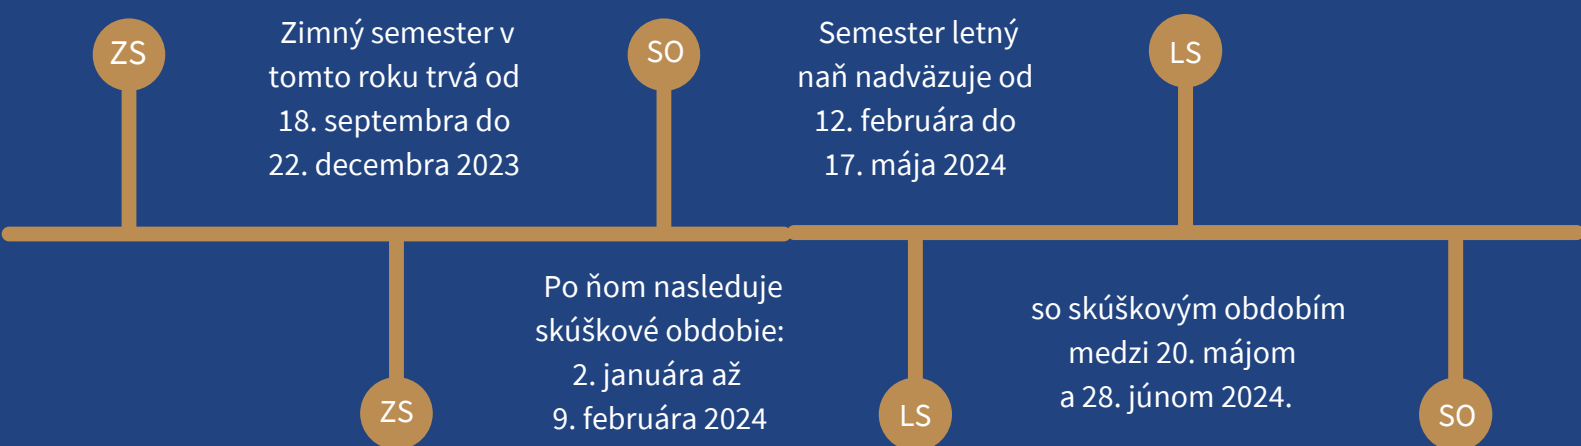 ZS
Zimný semester v
tomto roku trvá od
18. septembra do
22. decembra 2023
ZS
SO
Po ňom nasleduje
skúškové obdobie:
2. januára až
9. februára 2024
Semester letný
naň nadväzuje od
12. februára do
17. mája 2024
LS
LS
so skúškovým obdobím
medzi 20. májom
a 28. júnom 2024.
SO